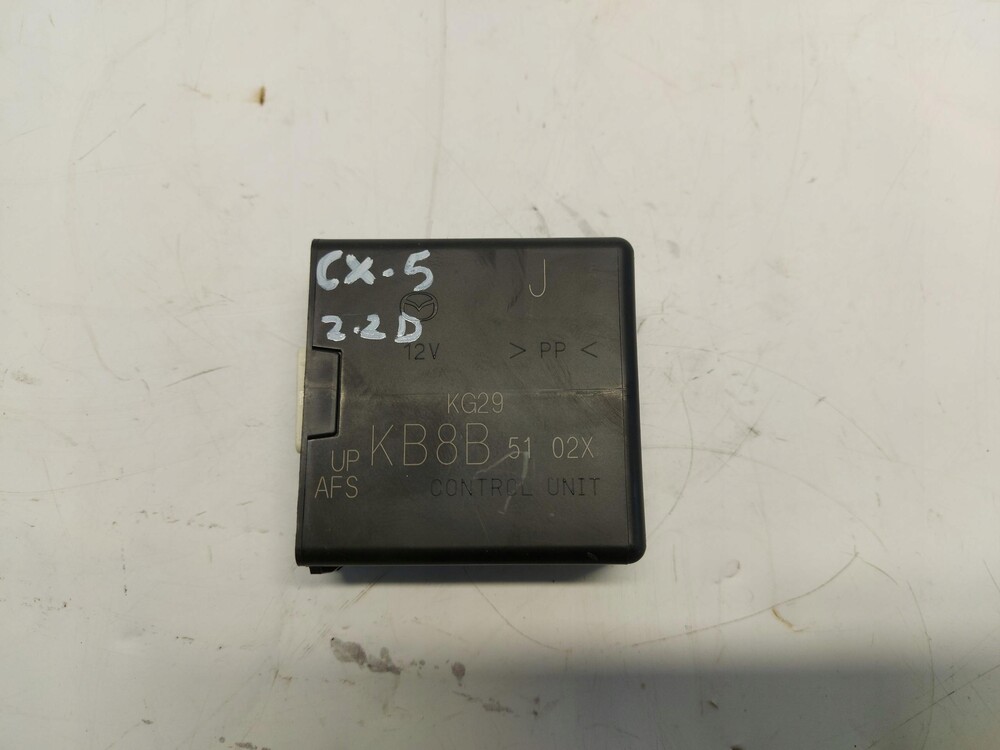 CX-5
J
2.2D
12V > PP <
KG29
KB8B 51 02X
UP
AFS CONTROL UNIT